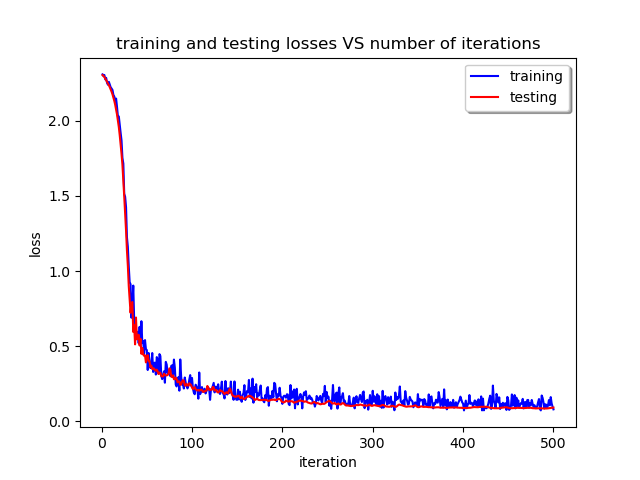 training and testing losses VS number of iterations
training
testing
loss
2.0
1.5
1.0
0.5
0.0
0
100
200
300
400
500
iteration